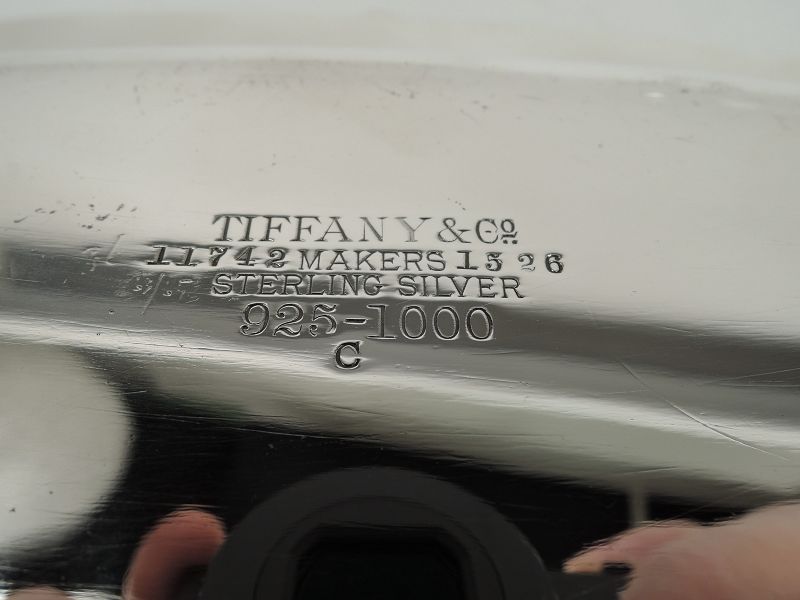 TIFFANY & Co.
11742 MAKERS 1526
STERLING SILVER
925-1000
C